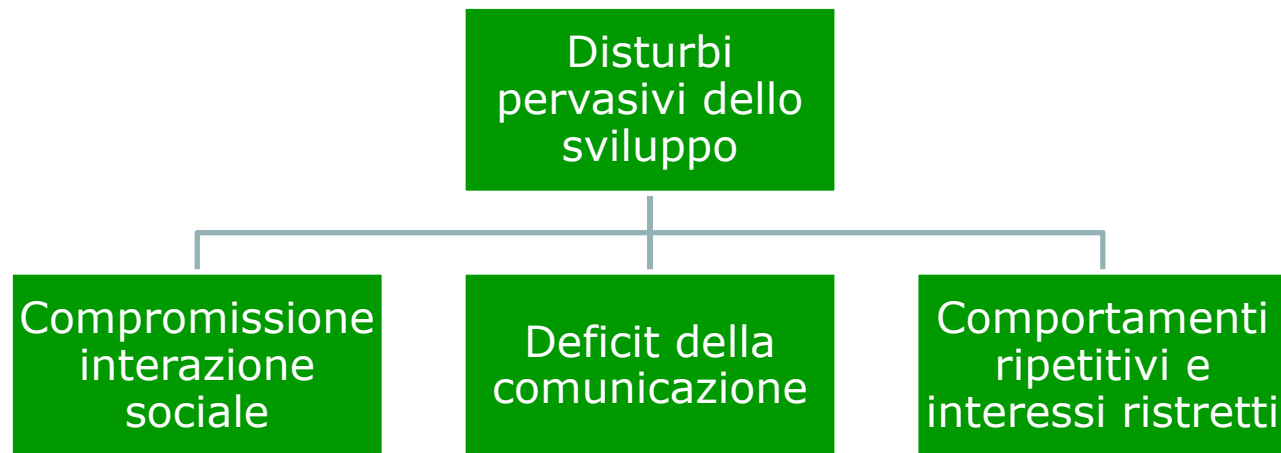 Disturbi
pervasivi dello
sviluppo
Compromissione
interazione
sociale
Deficit della
comunicazione
Comportamenti
ripetitivi e
interessi ristretti